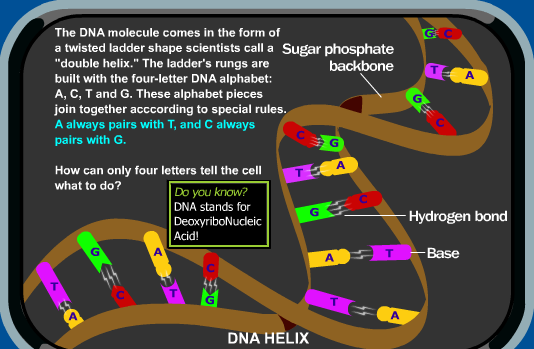 The DNA molecule comes in the form of
a twisted ladder shape scientists call a
"double helix." The ladder's rungs are
built with the four-letter DNA alphabet:
A, C, T and G. These alphabet pieces
join together acccording to special rules.
A always pairs with T, and C always
pairs with G.
How can only four letters tell the cell
what to do?
Do you know?
DNA stands for
DeoxyriboNucleic
Acid!
Sugar phosphate
backbone
G C
T A
G
C
C G
T A
G C
Hydrogen bond
A T
Base
T A
T
A
G
C
A
T
C
G
DNA HELIX